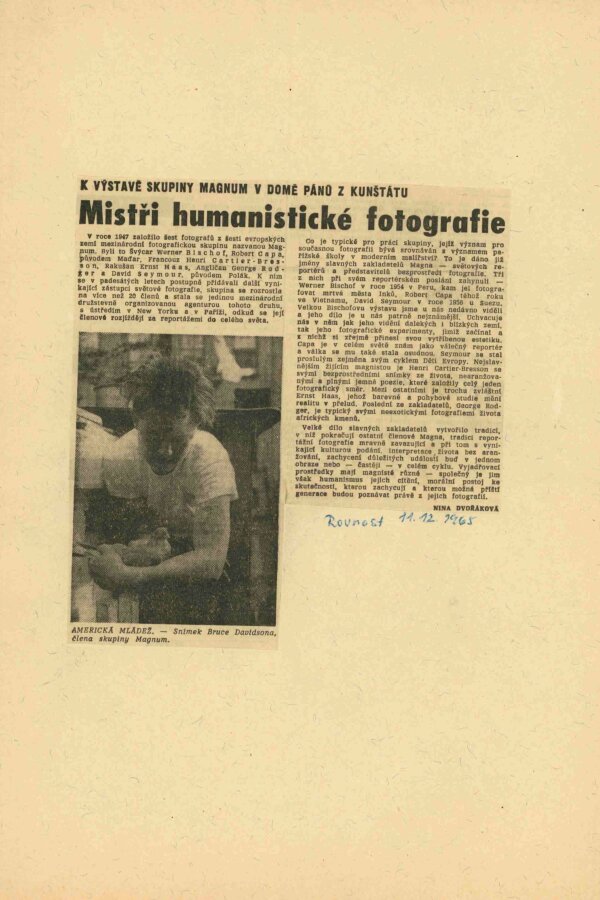 K VÝSTAVĚ SKUPINY MAGNUM V DOMĚ PÁNŮ Z KUNŠTÁTU
Mistři humanistické fotografie
V roce 1947 založilo šest fotografů z šesti evropských
zemí mezinárodní fotografickou skupinu nazvanou Mag-
num. Byli to Švýcar Werner Bischof, Robert Capa,
původem Maďar, Francouz Henri Cartier-Bres-
son, Rakušan Ernst Haas, Angličan George Rod-
ger a David Seymour, původem Polák. K nim
se v padesátých letech postupně přidávali další vyni-
kající zástupci světové fotografie, skupina se rozrostla
na více než 20 členů a stala se jedinou mezinárodní
družstevně organizovanou agenturou tohoto druhu,
s ústředím v New Yorku a v Paříži, odkud se její
členové rozjíždějí za reportážemi do celého světa.
AMERICKÁ MLÁDEŽ. — Snímek Bruce Davidsona,
člena skupiny Magnum.
Co je typické pro práci skupiny, jejíž význam pro
současnou fotografii bývá srovnáván s významem pa-
řížské školy v moderním malířství? To je dáno již
jmény slavných zakladatelů Magna — světových re-
portérů a představitelů bezprostřední fotografie. Tři
z nich při svém reportérském poslání zahynuli —
Werner Bischof v roce 1954 v Peru, kam jel fotogra-
fovat mrtvé města Inků, Robert Capa téhož roku
ve Vietnamu, David Seymour v roce 1956 u Suezu.
Velkou Bischofovu výstavu jsme u nás nedávno viděli
a jeho dílo je u nás patrně nejznámější. Uchvacuje
nás v něm jak jeho vidění dalekých i blízkých zemí,
tak jeho fotografické experimenty, jimiž začínal a
z nichž si zřejmě přinesl svou vytříbenou estetiku.
Capa je v celém světě znám jako válečný reportér
a válka se mu také stala osudnou. Seymour se stal
proslulým zejména svým cyklem Děti Evropy. Nejslav-
nějším žijícím magnistou je Henri Cartier-Bresson se
svými bezprostředními snímky ze života, nearanžova-
nými a plnými jemné poezie, které založily celý jeden
fotografický směr. Mezi ostatními je trochu zvláštní
Ernst Haas, jehož barevné a pohybové studie mění
realitu v přelud. Poslední ze zakladatelů, George Rod-
ger, je typický svými neexotickými fotografiemi života
afrických kmenů.
Velké dílo slavných zakladatelů vytvořilo tradici,
v níž pokračují ostatní členové Magna, tradici repor-
tážní fotografie mravně zavazující a při tom s vyni-
kající kulturou podání, interpretace života bez aran-
žování, zachycení důležitých událostí buď v jednom
obraze nebo — častěji — v celém cyklu. Vyjadřovací
prostředky mají magnisté různé — společný je jim
však humanismus jejich cítění, morální postoj ke
skutečnosti, kterou zachycují a kterou možné příští
generace budou poznávat právě z jejich fotografií.
NINA DVOŘÁKOVÁ
Rovnost 11.12.1965